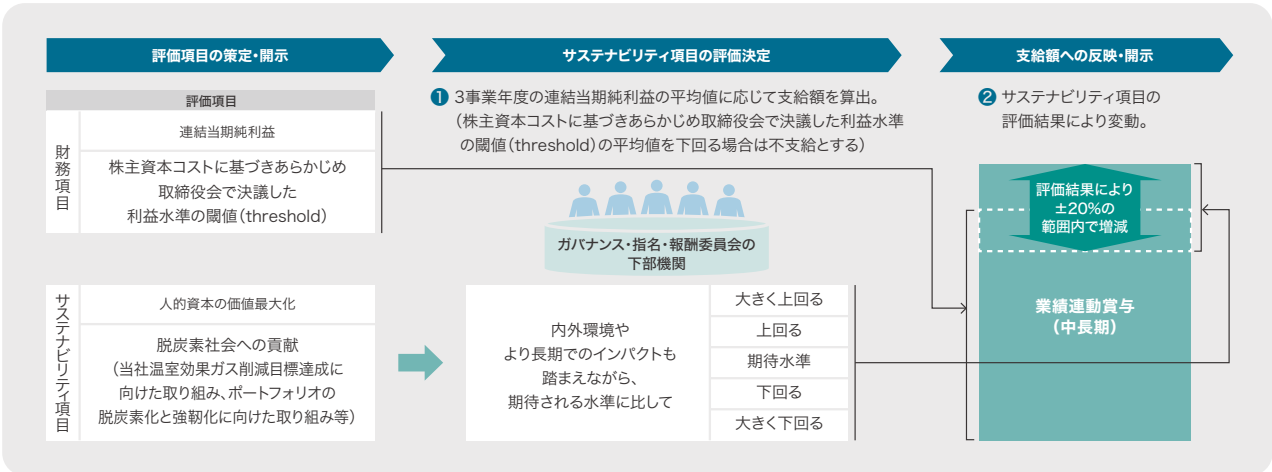 評価項目の策定・開示
サステナビリティ項目の評価決定
支給額への反映・開示
評価項目
財務項目
連結当期純利益
株主資本コストに基づきあらかじめ
取締役会で決議した
利益水準の閾値(threshold)
サステナビリティ項目
人的資本の価値最大化
脱炭素社会への貢献
(当社温室効果ガス削減目標達成に
向けた取り組み、ポートフォリオの
脱炭素化と強靭化に向けた取り組み等)
❶ 3事業年度の連結当期純利益の平均値に応じて支給額を算出。
(株主資本コストに基づきあらかじめ取締役会で決議した利益水準
の閾値(threshold)の平均値を下回る場合は不支給とする)
ガバナンス・指名・報酬委員会の
下部機関
内外環境や
より長期でのインパクトも
踏まえながら、
期待される水準に比して
大きく上回る
上回る
期待水準
下回る
大きく下回る
❷ サステナビリティ項目の
評価結果により変動。
評価結果により
±20%の
範囲内で増減
業績連動賞与
(中長期)